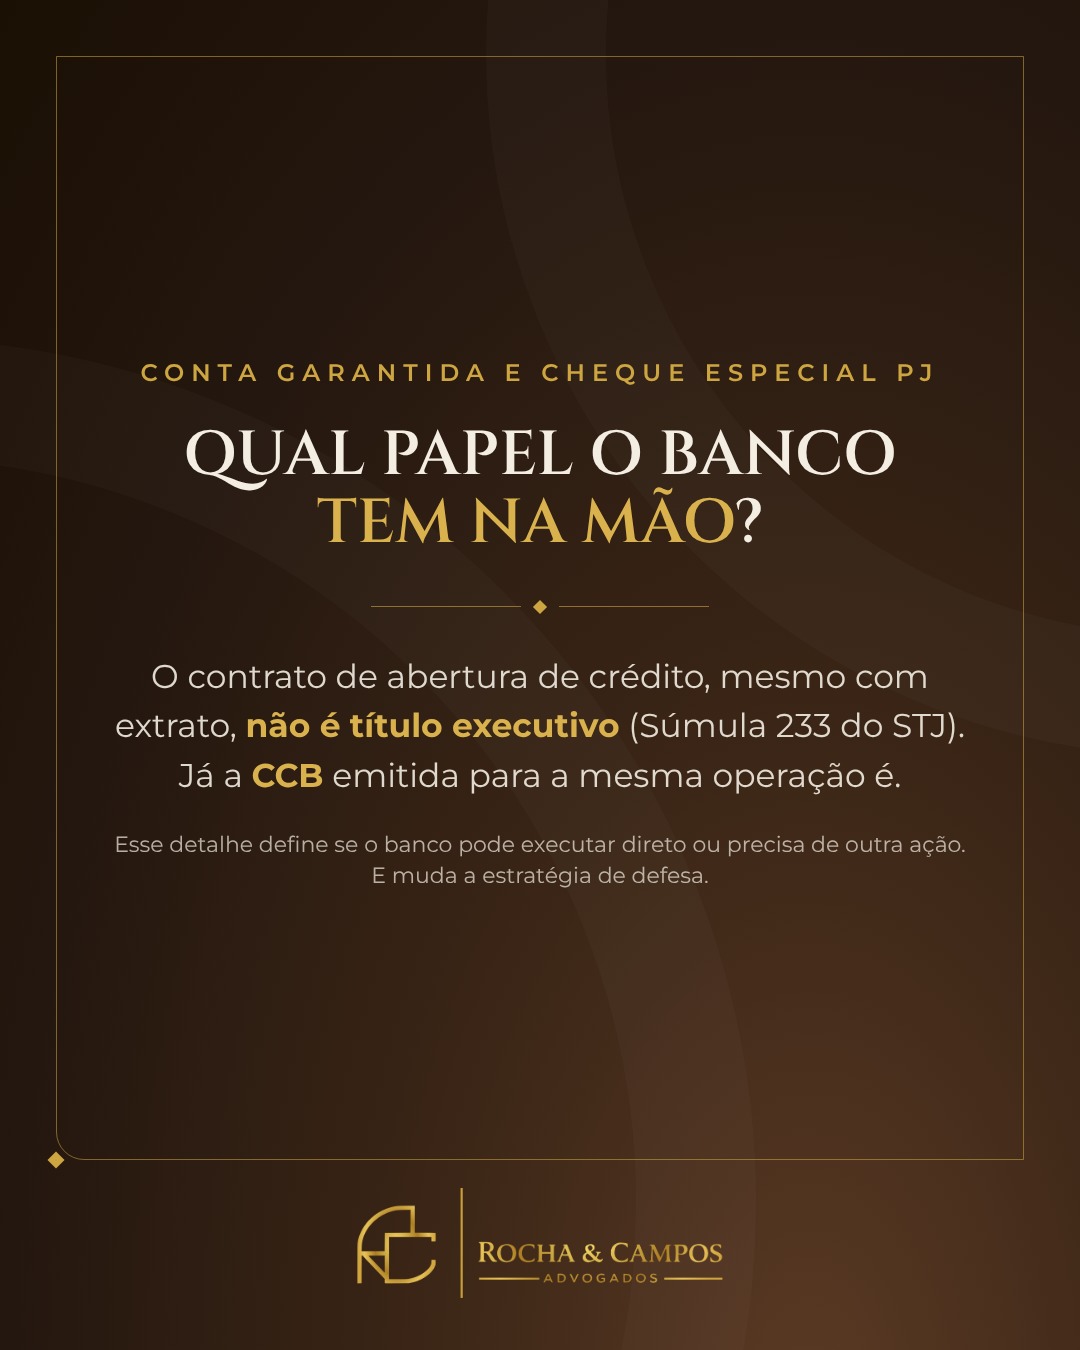 CONTA GARANTIDA E CHEQUE ESPECIAL PJ
QUAL PAPEL O BANCO
TEM NA MÃO?
O contrato de abertura de crédito, mesmo com
extrato, não é título executivo (Súmula 233 do STJ).
Já a CCB emitida para a mesma operação é.
Esse detalhe define se o banco pode executar direto ou precisa de outra ação.
E muda a estratégia de defesa.
ROCHA & CAMPOS
ADVOGADOS